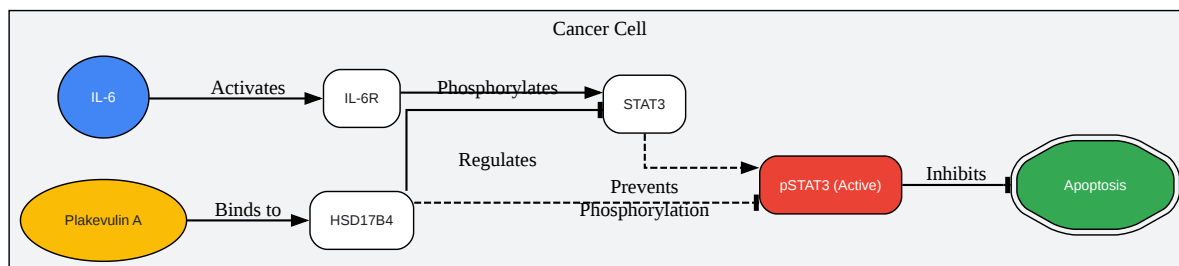 Cancer Cell
IL-6
Activates
IL-6R
Phosphorylates
STAT3
Regulates
Plakevulin A
Binds to
HSD17B4
Prevents
Phosphorylation
pSTAT3 (Active)
Inhibits
Apoptosis